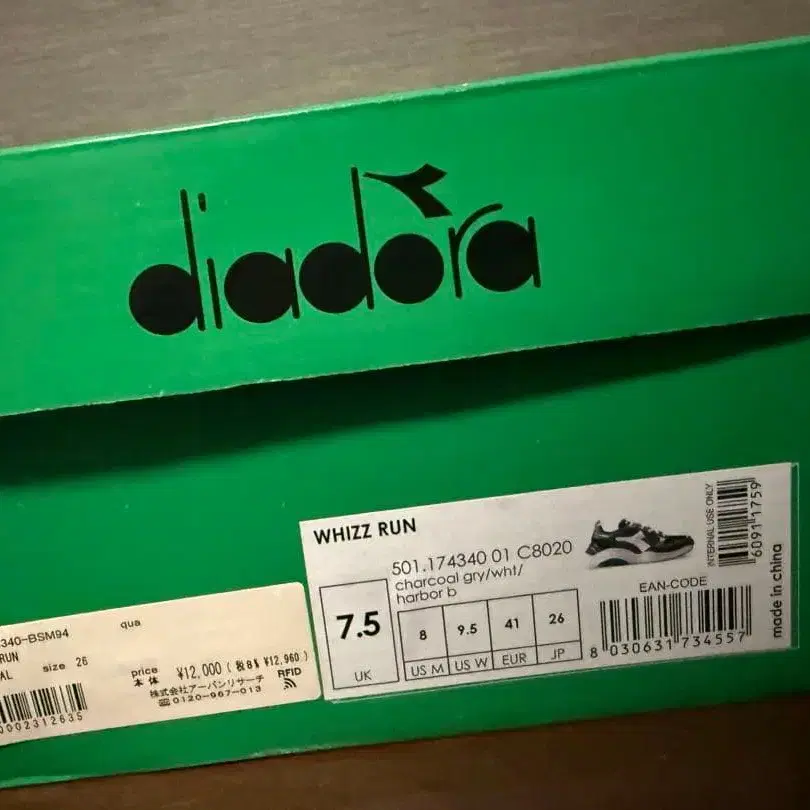 diadora
WHIZZ RUN
501.174340 01 C8020
charcoal gry/wht/
harbor b
7.5
UK
8
US M
9.5
US W
41
EUR
26
JP
INTERNAL USE ONLY
60911759
EAN-CODE
8 030631 734557
made in china
340-BSM94
qua
RUN
AL
size 26
price
本体 ¥12,000 ( 税8% ¥12,960 )
株式会社アーバンリサーチ
0120-967-013
RFID
0002312635